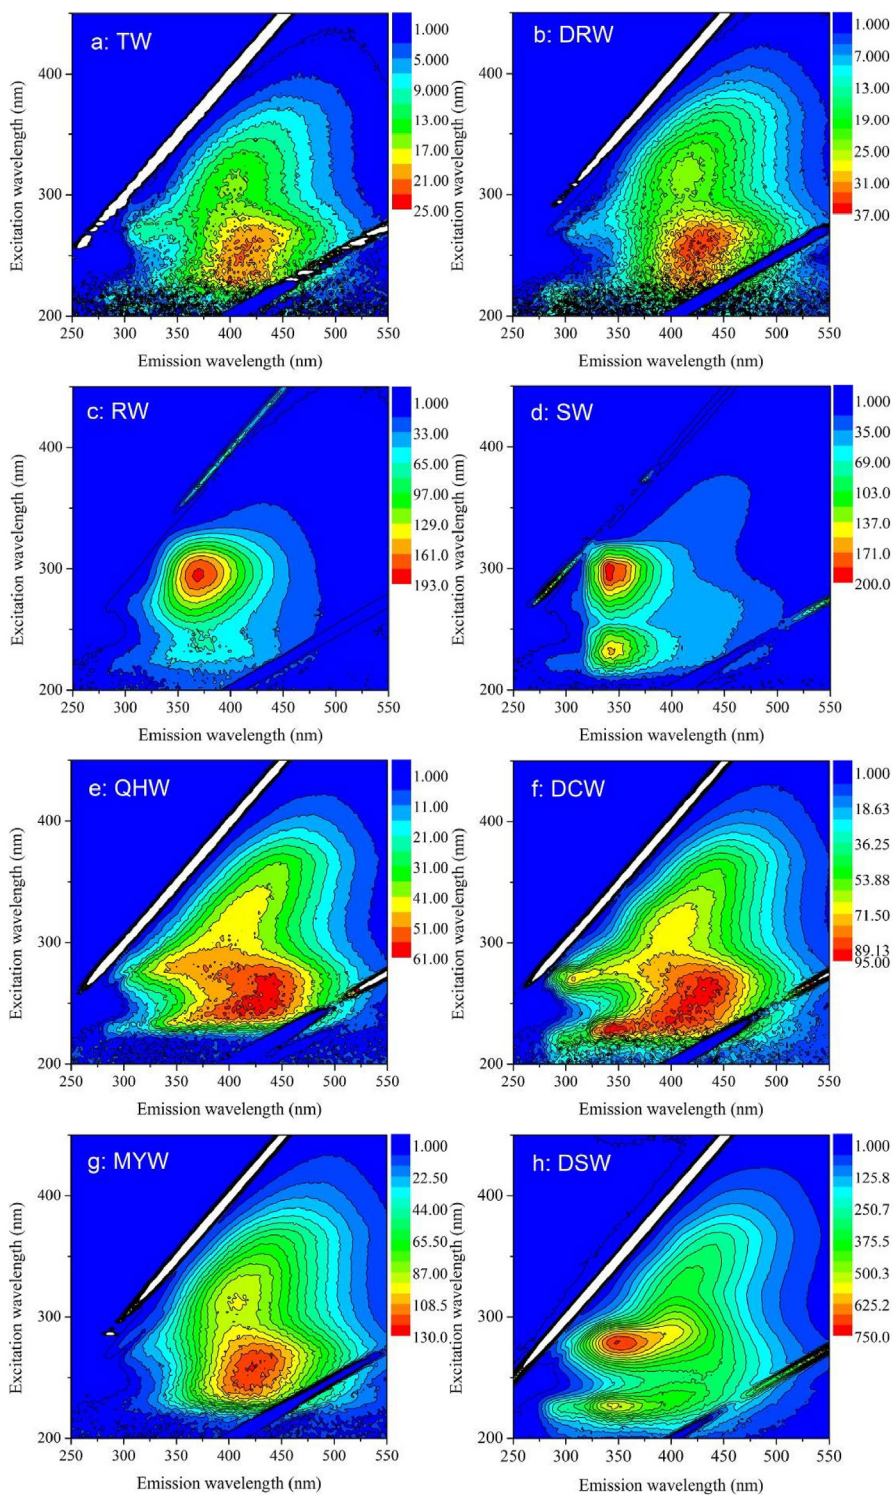 a: TW
Excitation wavelength (nm)
400
300
200
250 300 350 400 450 500 550
Emission wavelength (nm)
1.000
5.000
9.000
13.00
17.00
21.00
25.00
b: DRW
Excitation wavelength (nm)
400
300
200
250 300 350 400 450 500 550
Emission wavelength (nm)
1.000
7.000
13.00
19.00
25.00
31.00
37.00
c: RW
Excitation wavelength (nm)
400
300
200
250 300 350 400 450 500 550
Emission wavelength (nm)
1.000
33.00
65.00
97.00
129.0
161.0
193.0
d: SW
Excitation wavelength (nm)
400
300
200
250 300 350 400 450 500 550
Emission wavelength (nm)
1.000
35.00
69.00
103.0
137.0
171.0
200.0
e: QHW
Excitation wavelength (nm)
400
300
200
250 300 350 400 450 500 550
Emission wavelength (nm)
1.000
11.00
21.00
31.00
41.00
51.00
61.00
f: DCW
Excitation wavelength (nm)
400
300
200
250 300 350 400 450 500 550
Emission wavelength (nm)
1.000
18.63
36.25
53.88
71.50
89.13
95.00
g: MYW
Excitation wavelength (nm)
400
300
200
250 300 350 400 450 500 550
Emission wavelength (nm)
1.000
22.50
44.00
65.50
87.00
108.5
130.0
h: DSW
Excitation wavelength (nm)
400
300
200
250 300 350 400 450 500 550
Emission wavelength (nm)
1.000
125.8
250.7
375.5
500.3
625.2
750.0